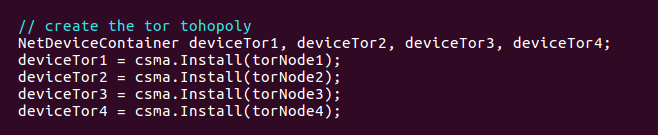 // create the tor tohopoly
NetDeviceContainer deviceTor1, deviceTor2, deviceTor3, deviceTor4;
deviceTor1 = csma.Install(torNode1);
deviceTor2 = csma.Install(torNode2);
deviceTor3 = csma.Install(torNode3);
deviceTor4 = csma.Install(torNode4);